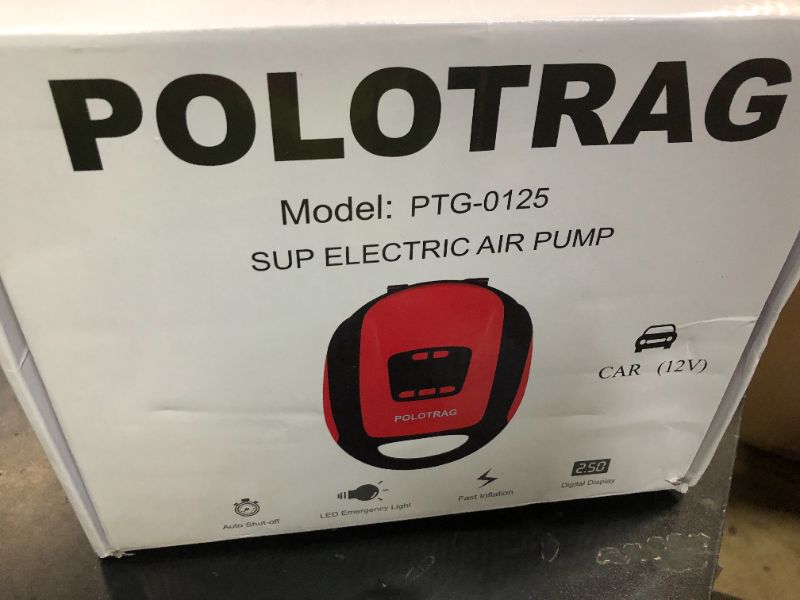 POLOTRAG
Model: PTG-0125
SUP ELECTRIC AIR PUMP
CAR (12V)
POLOTRAG
2:50
Auto Shut-off
LED Emergency Light
Fast Inflation
Digital Display